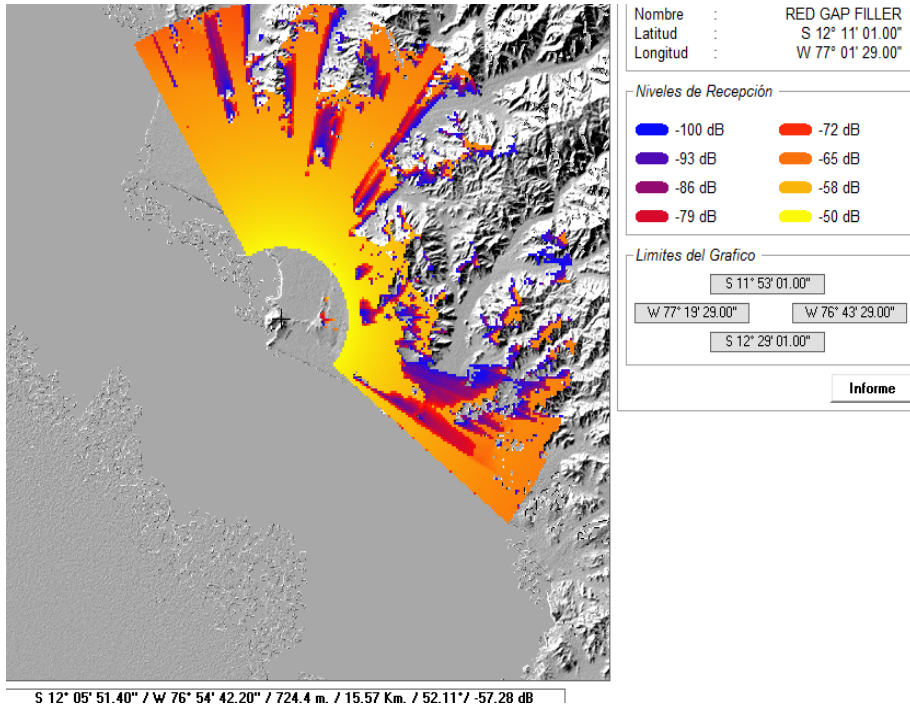 Nombre : RED GAP FILLER
Latitud : S 12° 11' 01.00"
Longitud : W 77° 01' 29.00"
Niveles de Recepción
-100 dB -72 dB
-93 dB -65 dB
-86 dB -58 dB
-79 dB -50 dB
Limites del Grafico
S 11° 53' 01.00"
W 77° 19' 29.00" W 76° 43' 29.00"
S 12° 29' 01.00"
Informe
S 12° 05' 51.40" / W 76° 54' 42.20" / 724.4 m. / 15.57 Km. / 52.11°/ -57.28 dB